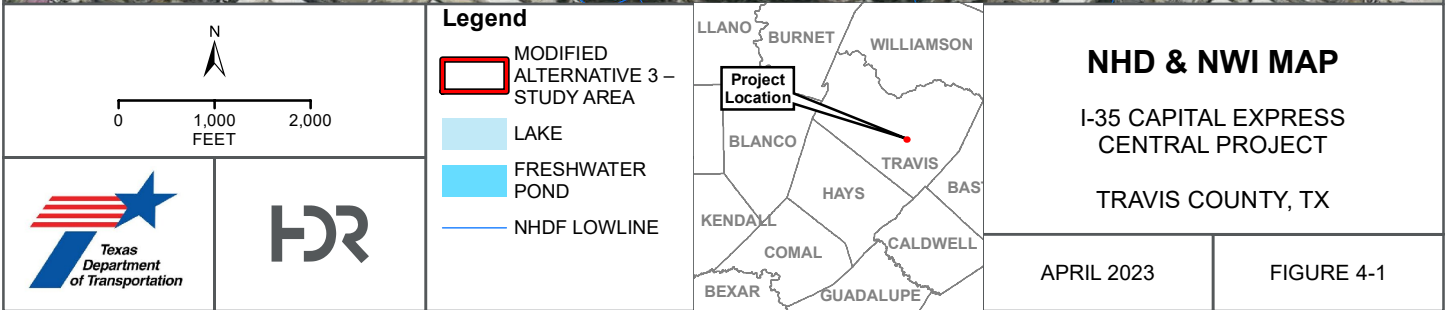 N
0 1,000 2,000
FEET
Texas
Department
of Transportation
HDR
Legend
MODIFIED
ALTERNATIVE 3 –
STUDY AREA
LAKE
FRESHWATER
POND
NHDF LOWLINE
LLANO
BURNET
WILLIAMSON
Project
Location
BLANCO
TRAVIS
HAYS
BAS
KENDALL
COMAL
CALDWELL
BEXAR
GUADALUPE
NHD & NWI MAP
I-35 CAPITAL EXPRESS
CENTRAL PROJECT
TRAVIS COUNTY, TX
APRIL 2023
FIGURE 4-1